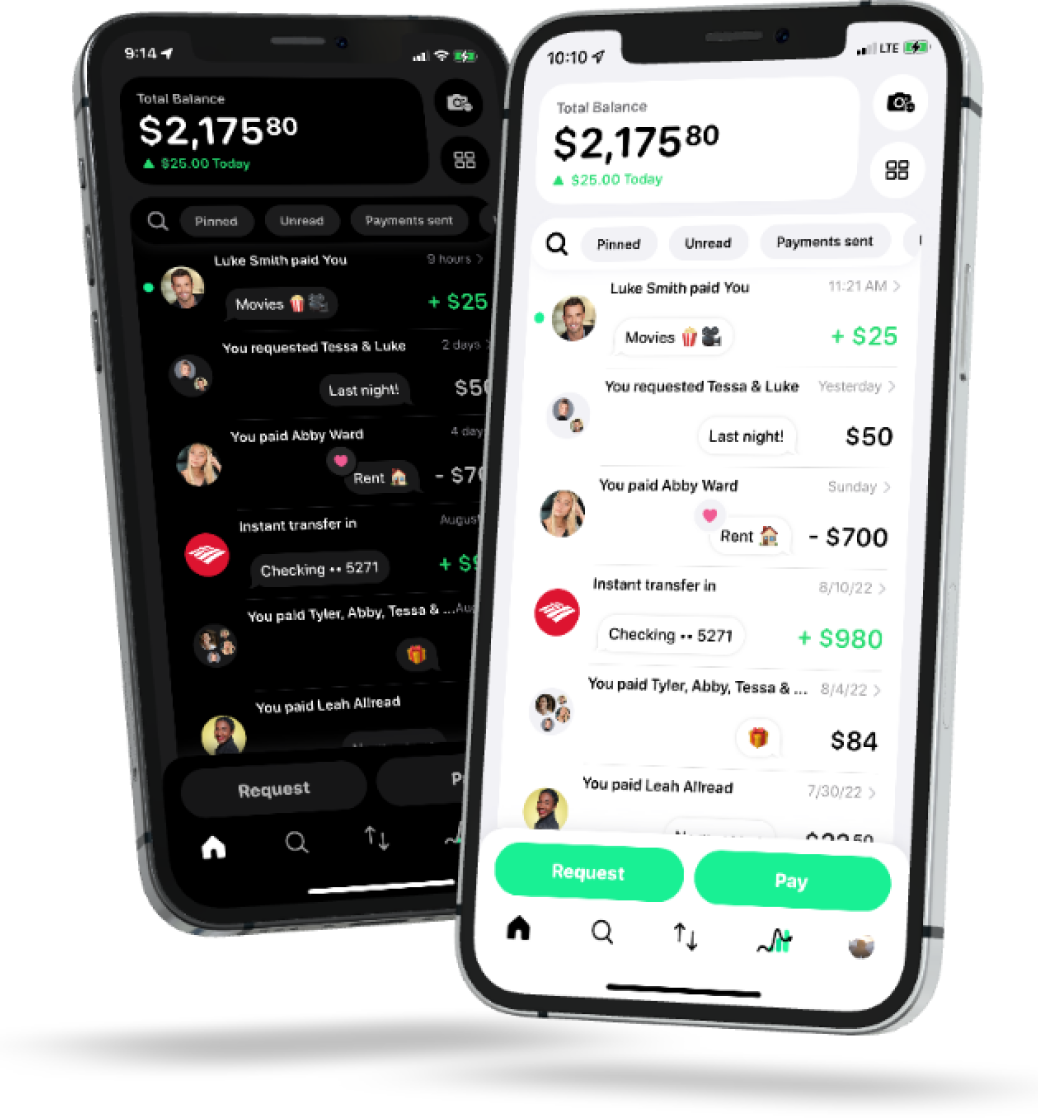 9:14
Total Balance
$2,175 80
$25.00 Today
Pinned Unread Payments sent
Luke Smith paid You 9 hours
Movies + $25
You requested Tessa & Luke 2 days
Last night! $50
You paid Abby Ward 4 days
Rent - $70
Instant transfer in August
Checking •• 5271 + $9
You paid Tyler, Abby, Tessa & ... Aug
You paid Leah Allread
Request
10:10 LTE
Total Balance
$2,175 80
$25.00 Today
Pinned Unread Payments sent
Luke Smith paid You 11:21 AM
Movies + $25
You requested Tessa & Luke Yesterday
Last night! $50
You paid Abby Ward Sunday
Rent - $700
Instant transfer in 8/10/22
Checking •• 5271 + $980
You paid Tyler, Abby, Tessa & ... 8/4/22
$84
You paid Leah Allread 7/30/22
Request Pay